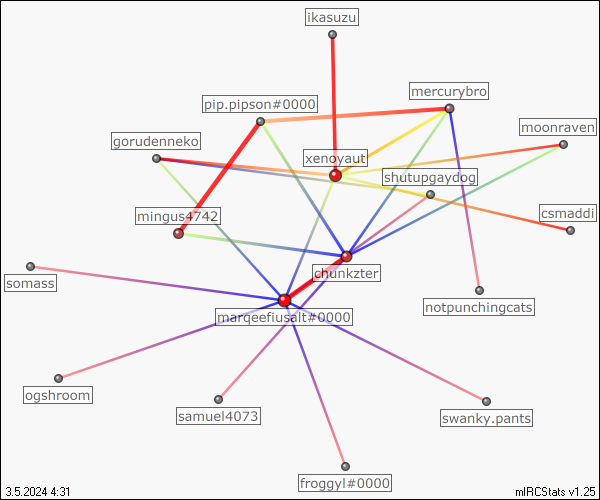 ikasuzu
mercurybro
pip.pipson#0000
moonraven
gorudenneko
xenoyaut
shutupgaydog
mingus4742
csmaddi
chunkzter
somass
notpunchingcats
marqeefiusalt#0000
ogshroom
samuel4073
swanky.pants
froggyl#0000
3.5.2024 4:31
mIRCStats v1.25